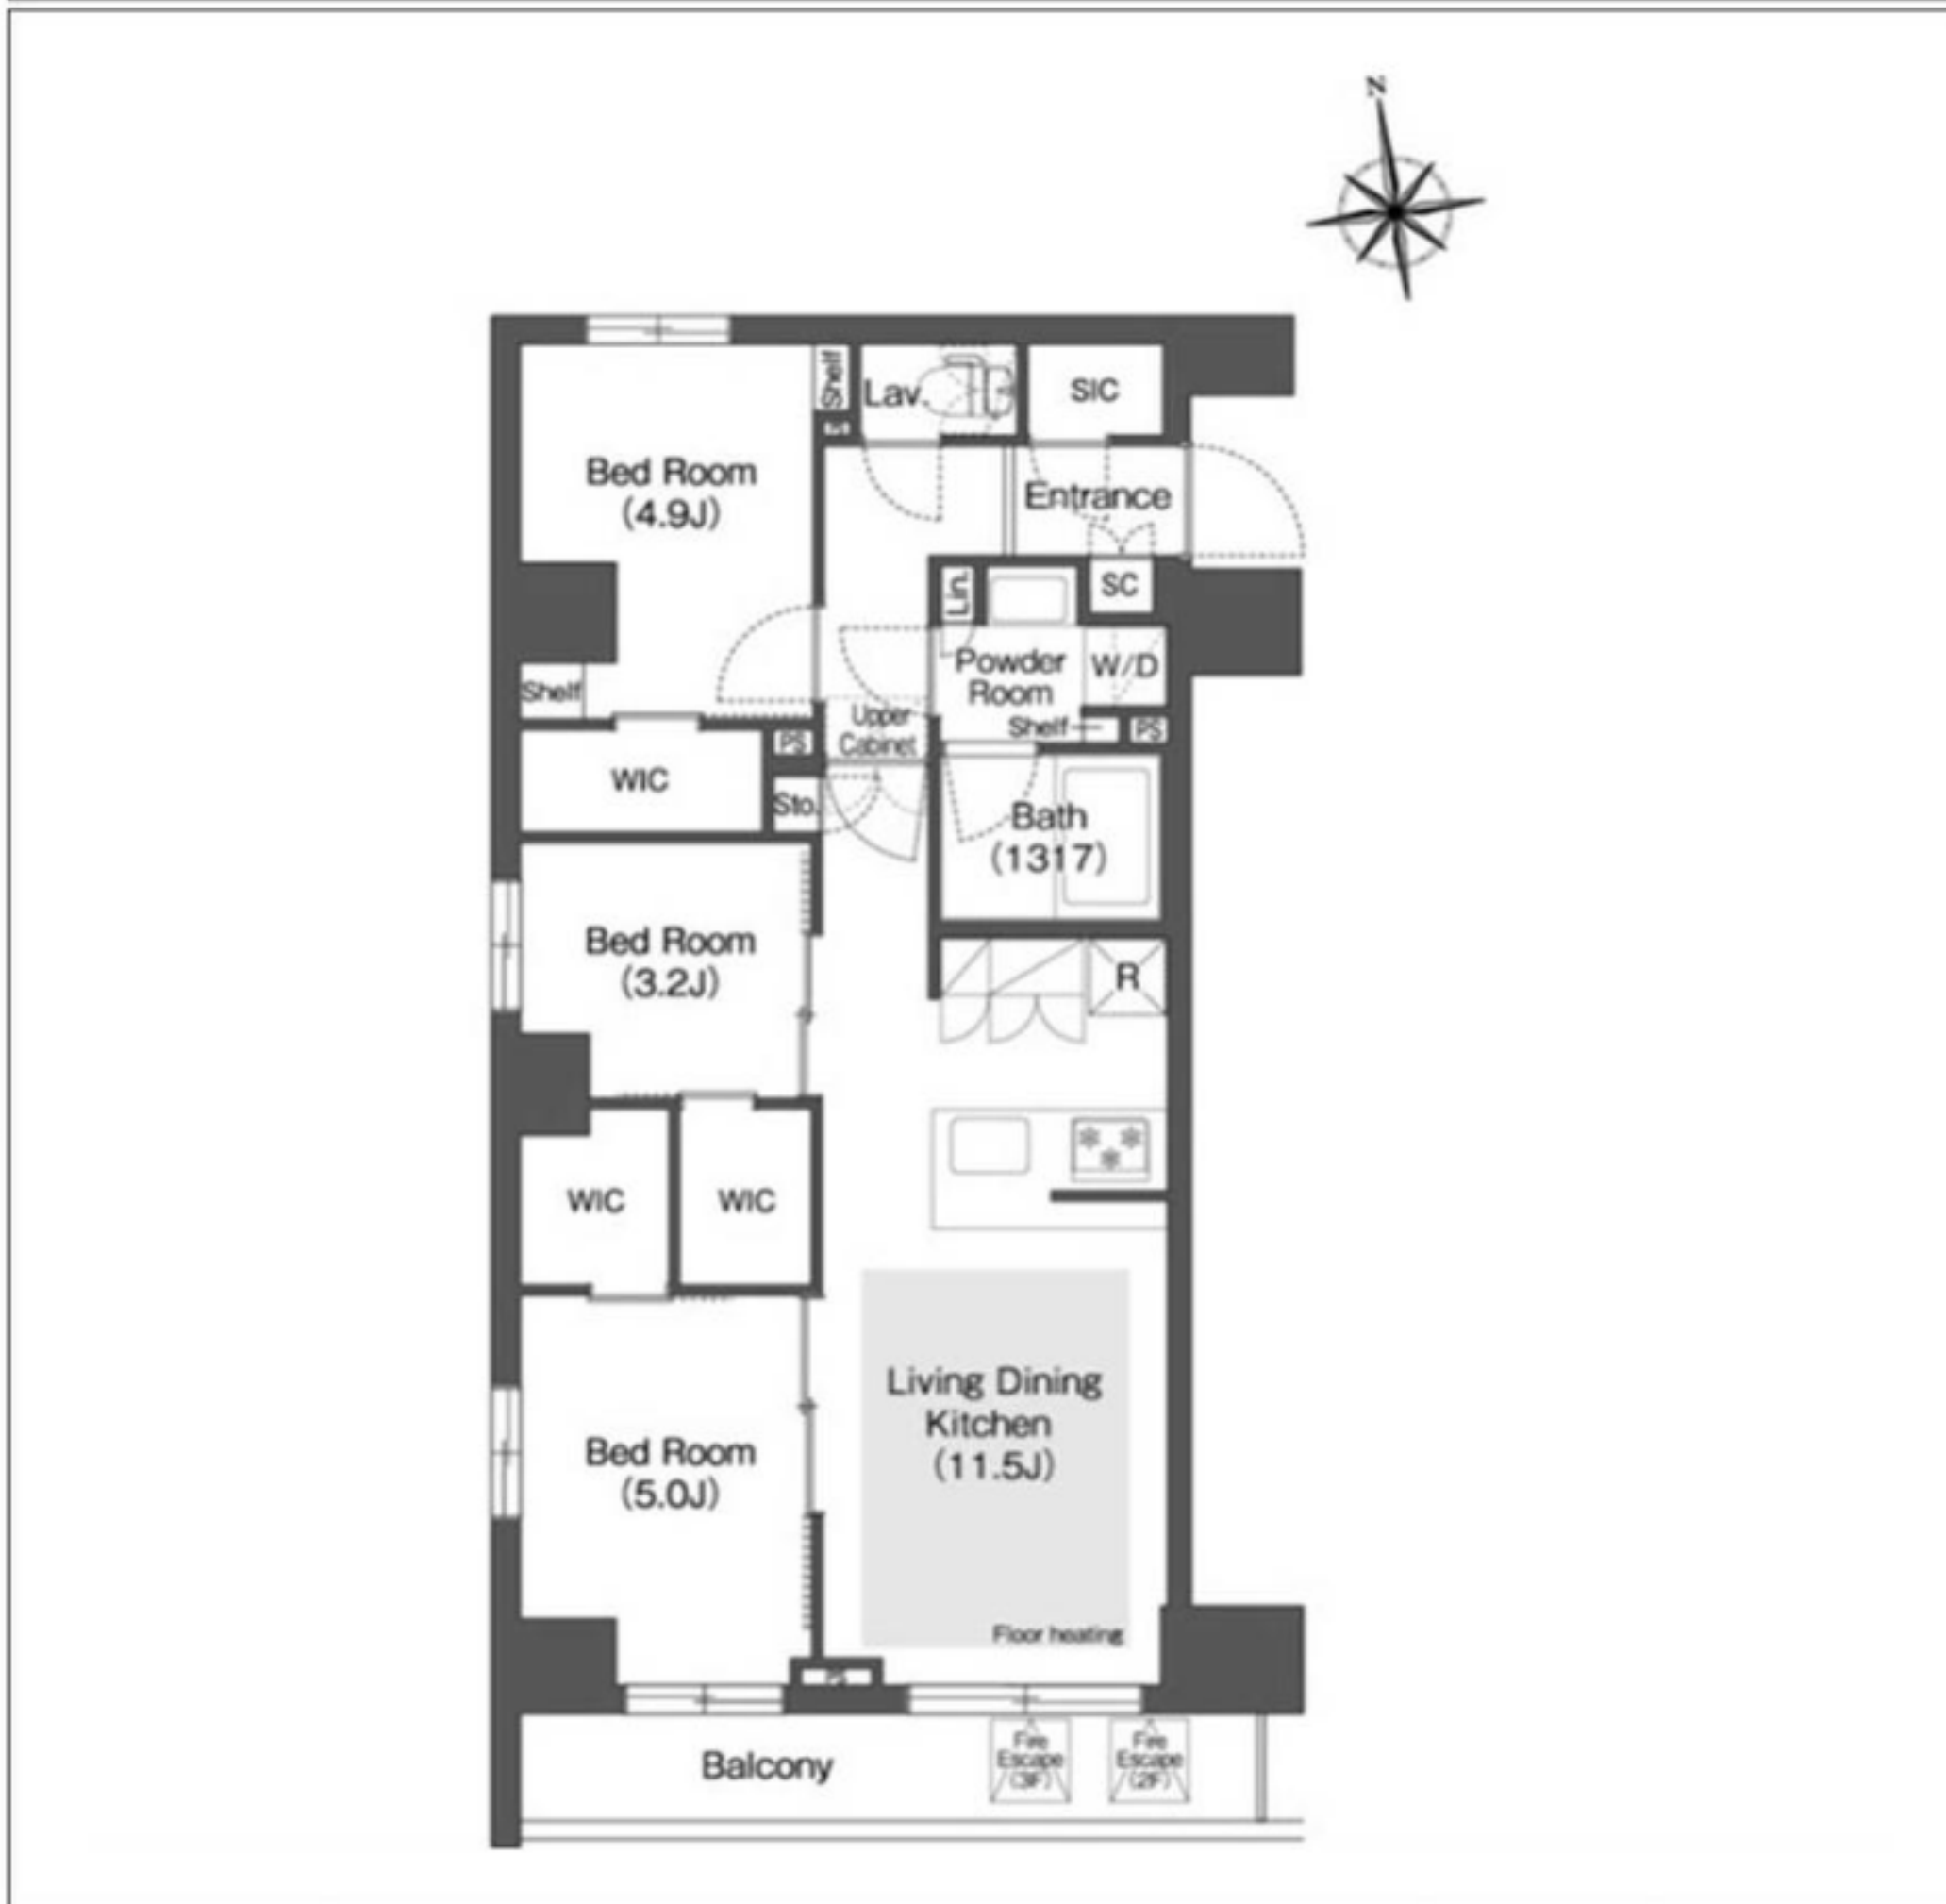 N
Shelf
Lav.
SIC
Bed Room
(4.9J)
Entrance
Lin.
SC
Powder
Room
W/D
Shelf
Shelf
PS
Upper
Cabinet
PS
WIC
Sto.
Bath
(1317)
Bed Room
(3.2J)
R
WIC
WIC
Living Dining
Kitchen
(11.5J)
Bed Room
(5.0J)
Floor heating
PS
Balcony
Fire
Escape
(3F)
Fire
Escape
(2F)